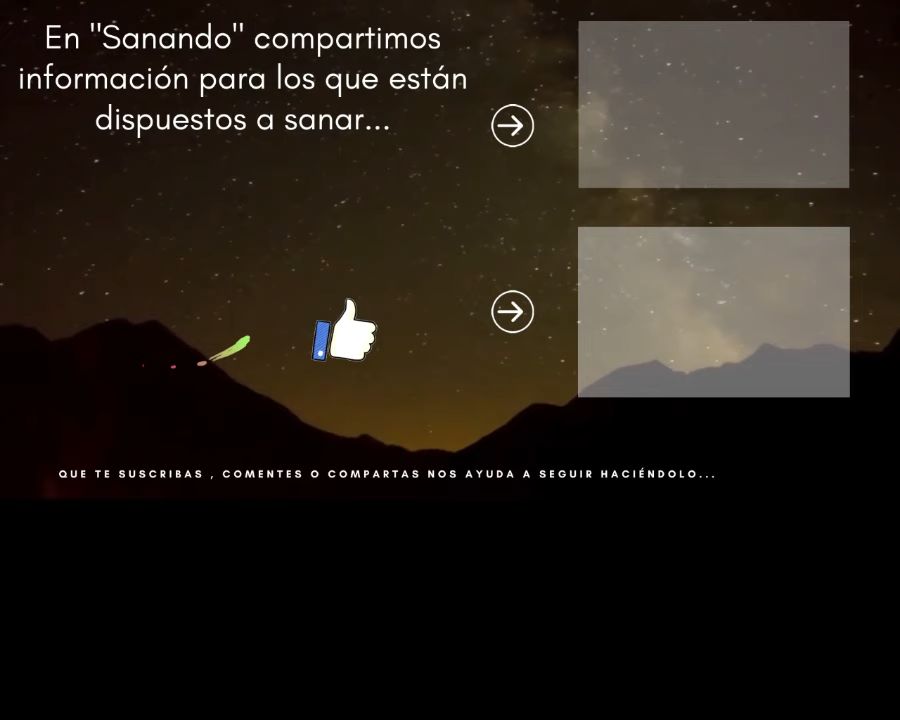 En "Sanando" compartimos
información para los que están
dispuestos a sanar...
QUE TE SUSCRIBAS , COMENTES O COMPARTAS NOS AYUDA A SEGUIR HACIÉNDOLO...